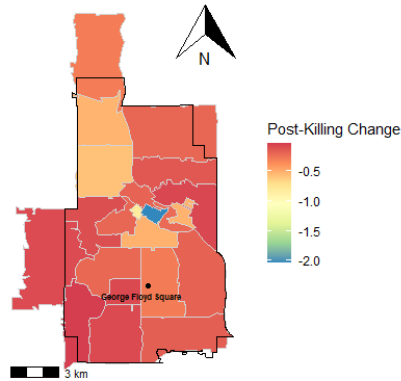 N
Post-Killing Change
-0.5
-1.0
-1.5
-2.0
George Floyd Square
3 km